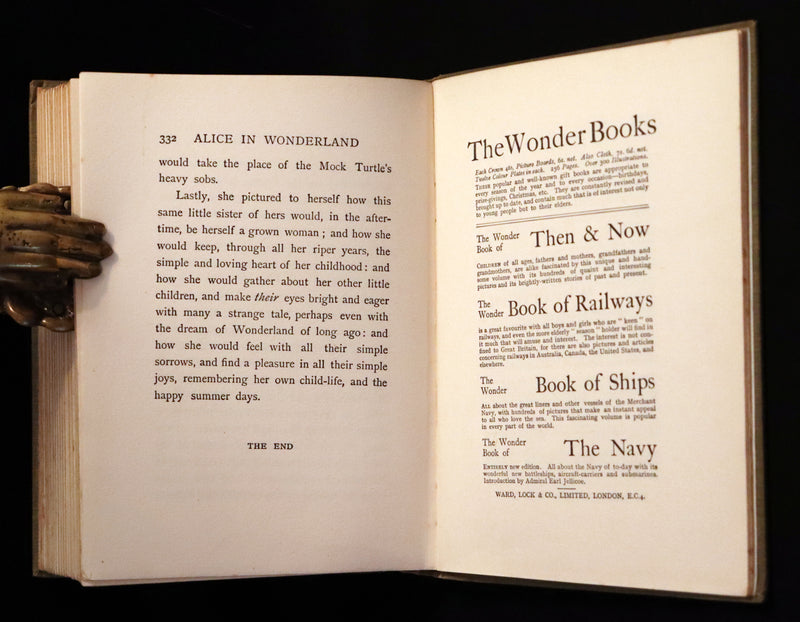 332 ALICE IN WONDERLAND
would take the place of the Mock Turtle's
heavy sobs.
Lastly, she pictured to herself how this
same little sister of hers would, in the after-
time, be herself a grown woman; and how she
would keep, through all her riper years, the
simple and loving heart of her childhood: and
how she would gather about her other little
children, and make their eyes bright and eager
with many a strange tale, perhaps even with
the dream of Wonderland of long ago: and
how she would feel with all their simple
sorrows, and find a pleasure in all their simple
joys, remembering her own child-life, and the
happy summer days.
THE END
The Wonder Books
Each Crown 4to, Picture Boards, 6s. net. Also Cloth, 7s. 6d. net.
Twelve Colour Plates in each. 256 Pages. Over 300 Illustrations.
THESE popular and well-known gift books are appropriate to
every season of the year and to every occasion—birthdays,
prize-givings, Christmas, etc. They are constantly revised and
brought up to date, and contain much that is of interest not only
to young people but to their elders.
The Wonder
Book of Then & Now
CHILDREN of all ages, fathers and mothers, grandfathers and
grandmothers, are alike fascinated by this unique and hand-
some volume with its hundreds of quaint and interesting
pictures and its brightly-written stories of past and present.
The
Wonder Book of Railways
is a great favourite with all boys and girls who are "keen" on
railways, and even the more elderly "season" holder will find in
it much that will amuse and interest. The interest is not con-
fined to Great Britain, for there are also pictures and articles
concerning railways in Australia, Canada, the United States, and
elsewhere.
The
Wonder Book of Ships
ALL about the great liners and other vessels of the Merchant
Navy, with hundreds of pictures that make an instant appeal
to all who love the sea. This fascinating volume is popular
in every part of the world.
The Wonder
Book of The Navy
ENTIRELY new edition. All about the Navy of to-day with its
wonderful new battleships, aircraft-carriers and submarines.
Introduction by Admiral Earl Jellicoe.
WARD, LOCK & CO., LIMITED, LONDON, E.C.4.